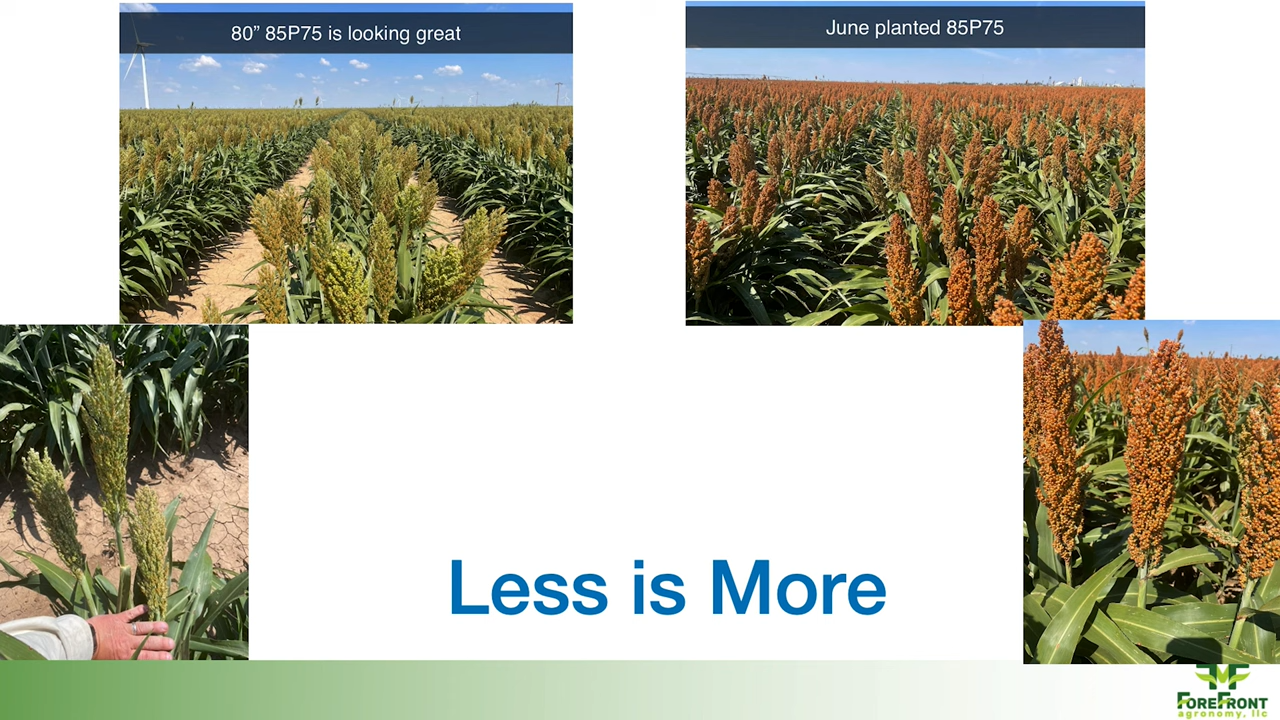 80” 85P75 is looking great
June planted 85P75
Less is More
FOREFRONT
agronomy, llc